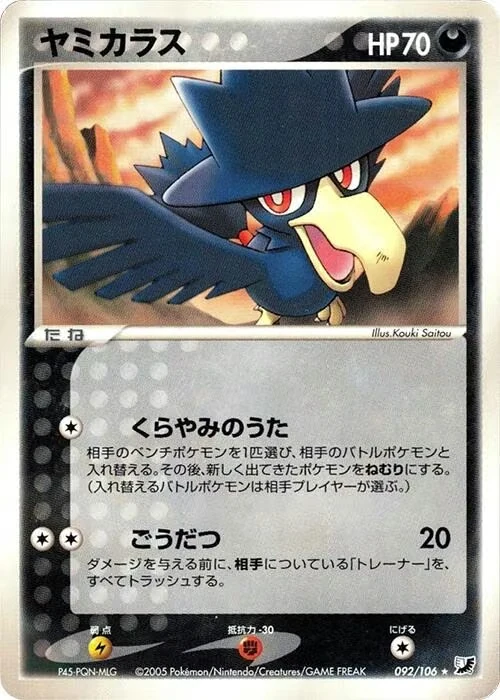 ヤミカラス HP70
たね Illus.Kouki Saitou
くらやみのうた
相手のベンチポケモンを1匹選び、相手のバトルポケモンと
入れ替える。その後、新しく出てきたポケモンをねむりにする。
(入れ替えるバトルポケモンは相手プレイヤーが選ぶ。)
ごうだつ 20
ダメージを与える前に、相手についている「トレーナー」を、
すべてトラッシュする。
弱点 抵抗力-30 にげる
P45-PQN-MLG ©2005 Pokémon/Nintendo/Creatures/GAME FREAK 092/106 ★